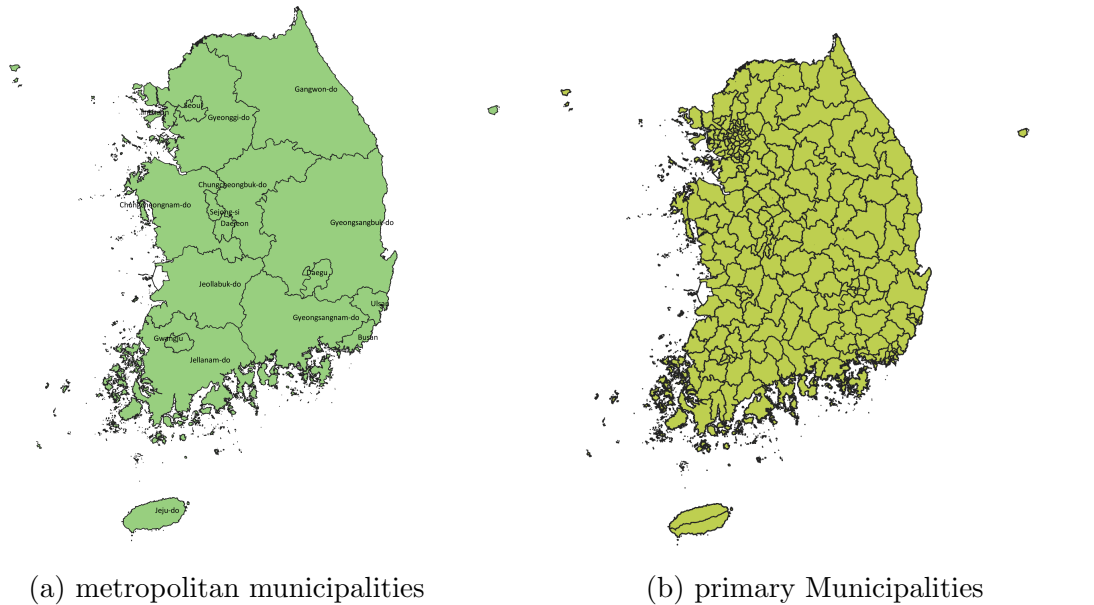 Gangwon-do
Seoul
Incheon
Gyeonggi-do
Chungcheongbuk-do
Chungcheongnam-do
Sejong-si
Daejeon
Gyeongsangbuk-do
Daegu
Jeollabuk-do
Ulsan
Gyeongsangnam-do
Gwangju
Busan
Jellanam-do
Jeju-do
(a) metropolitan municipalities
(b) primary Municipalities